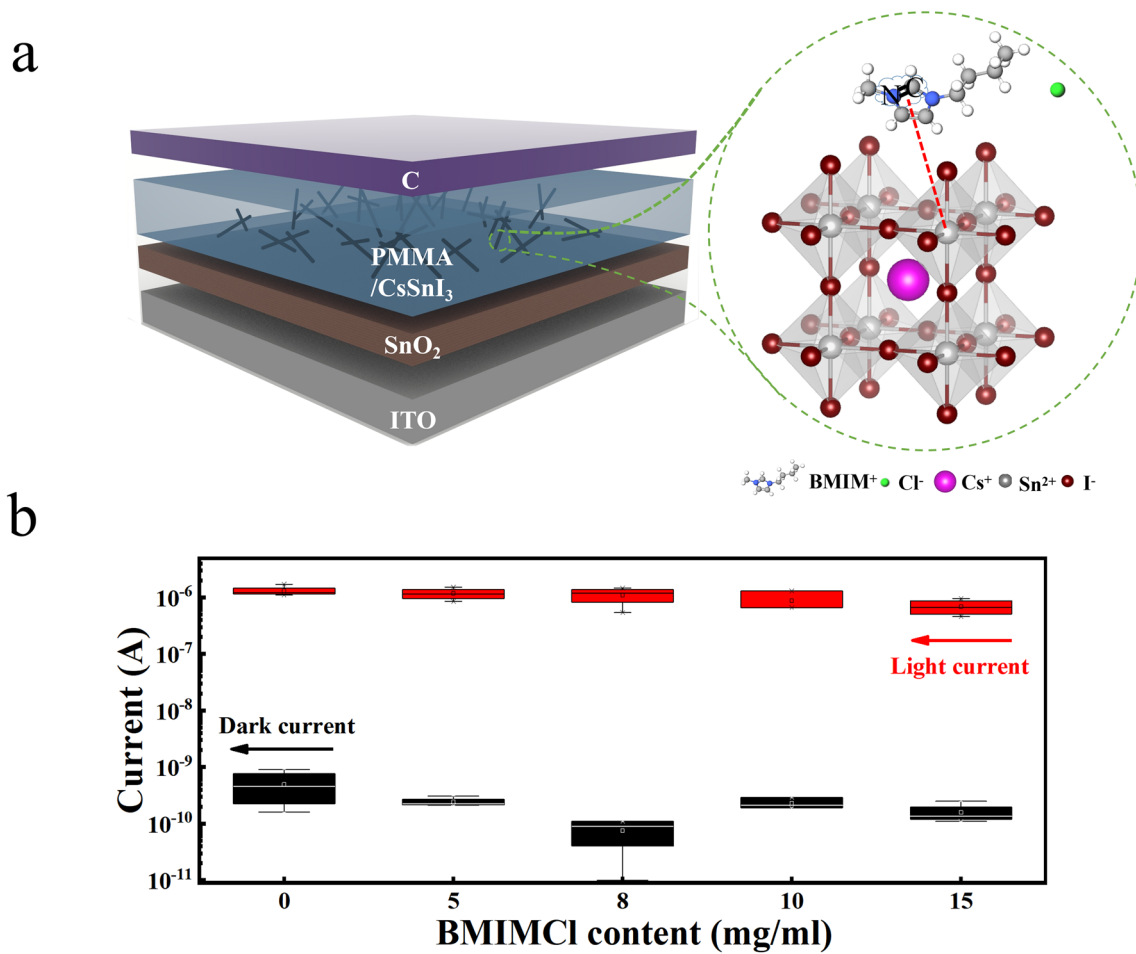 a
N C
C
PMMA
/CsSnI₃
SnO₂
ITO
BMIM⁺ Cl⁻ Cs⁺ Sn²⁺ I⁻
b
10⁻⁶
10⁻⁷
10⁻⁸
10⁻⁹
10⁻¹⁰
10⁻¹¹
Current (A)
Light current
Dark current
0 5 8 10 15
BMIMCl content (mg/ml)